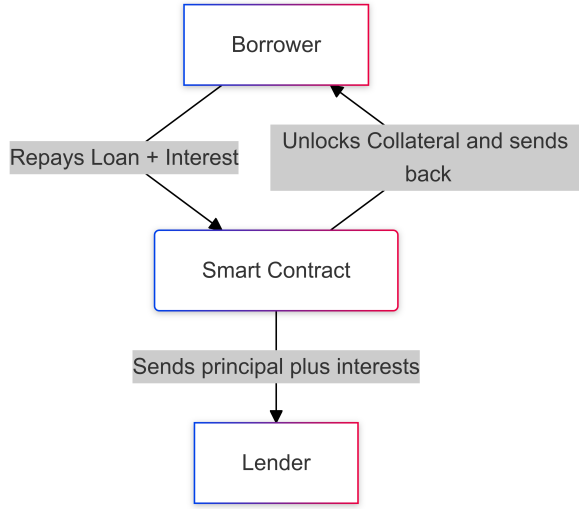 Borrower
Repays Loan + Interest
Unlocks Collateral and sends
back
Smart Contract
Sends principal plus interests
Lender